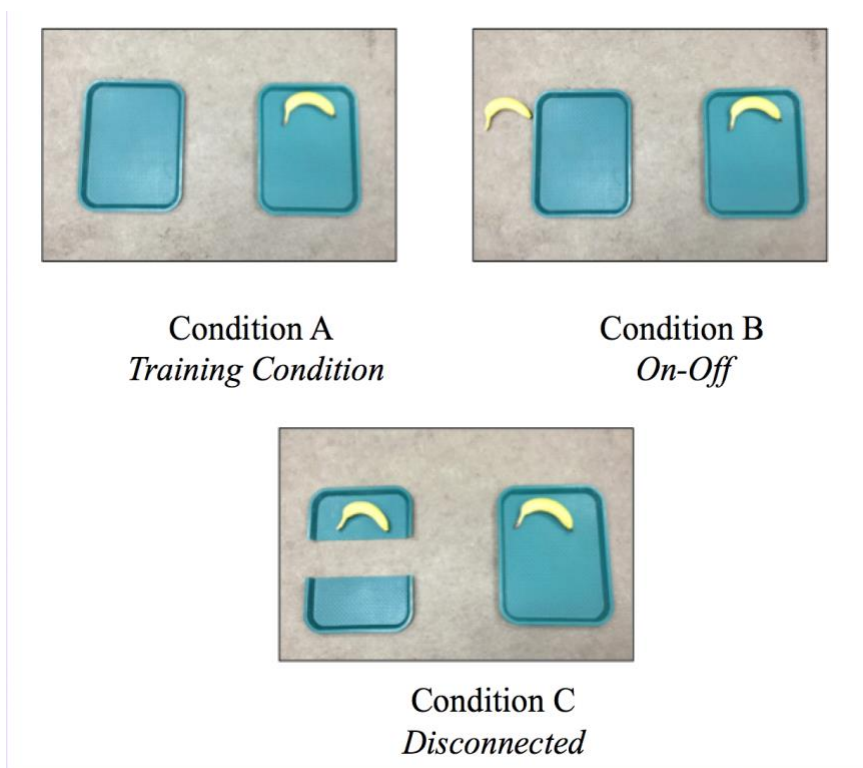 Condition A
Training Condition
Condition B
On-Off
Condition C
Disconnected